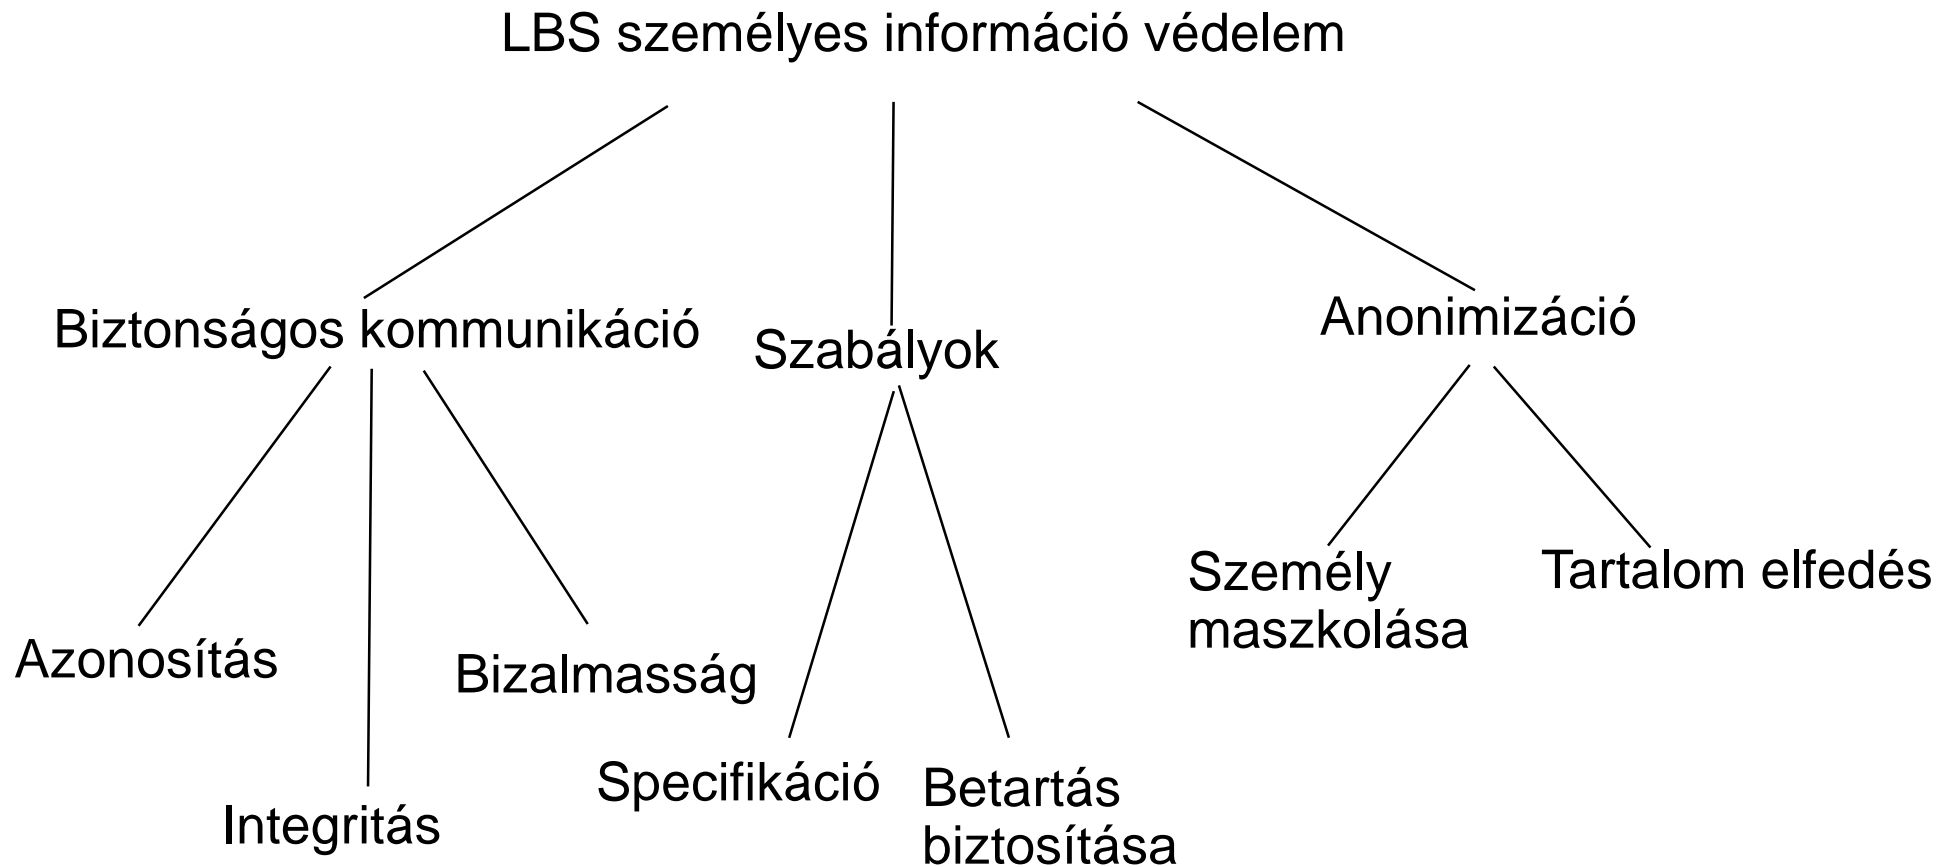 LBS személyes információ védelem
Biztonságos kommunikáció
Szabályok
Anonimizáció
Azonosítás
Integritás
Bizalmasság
Specifikáció
Betartás
biztosítása
Személy
maszkolása
Tartalom elfedés